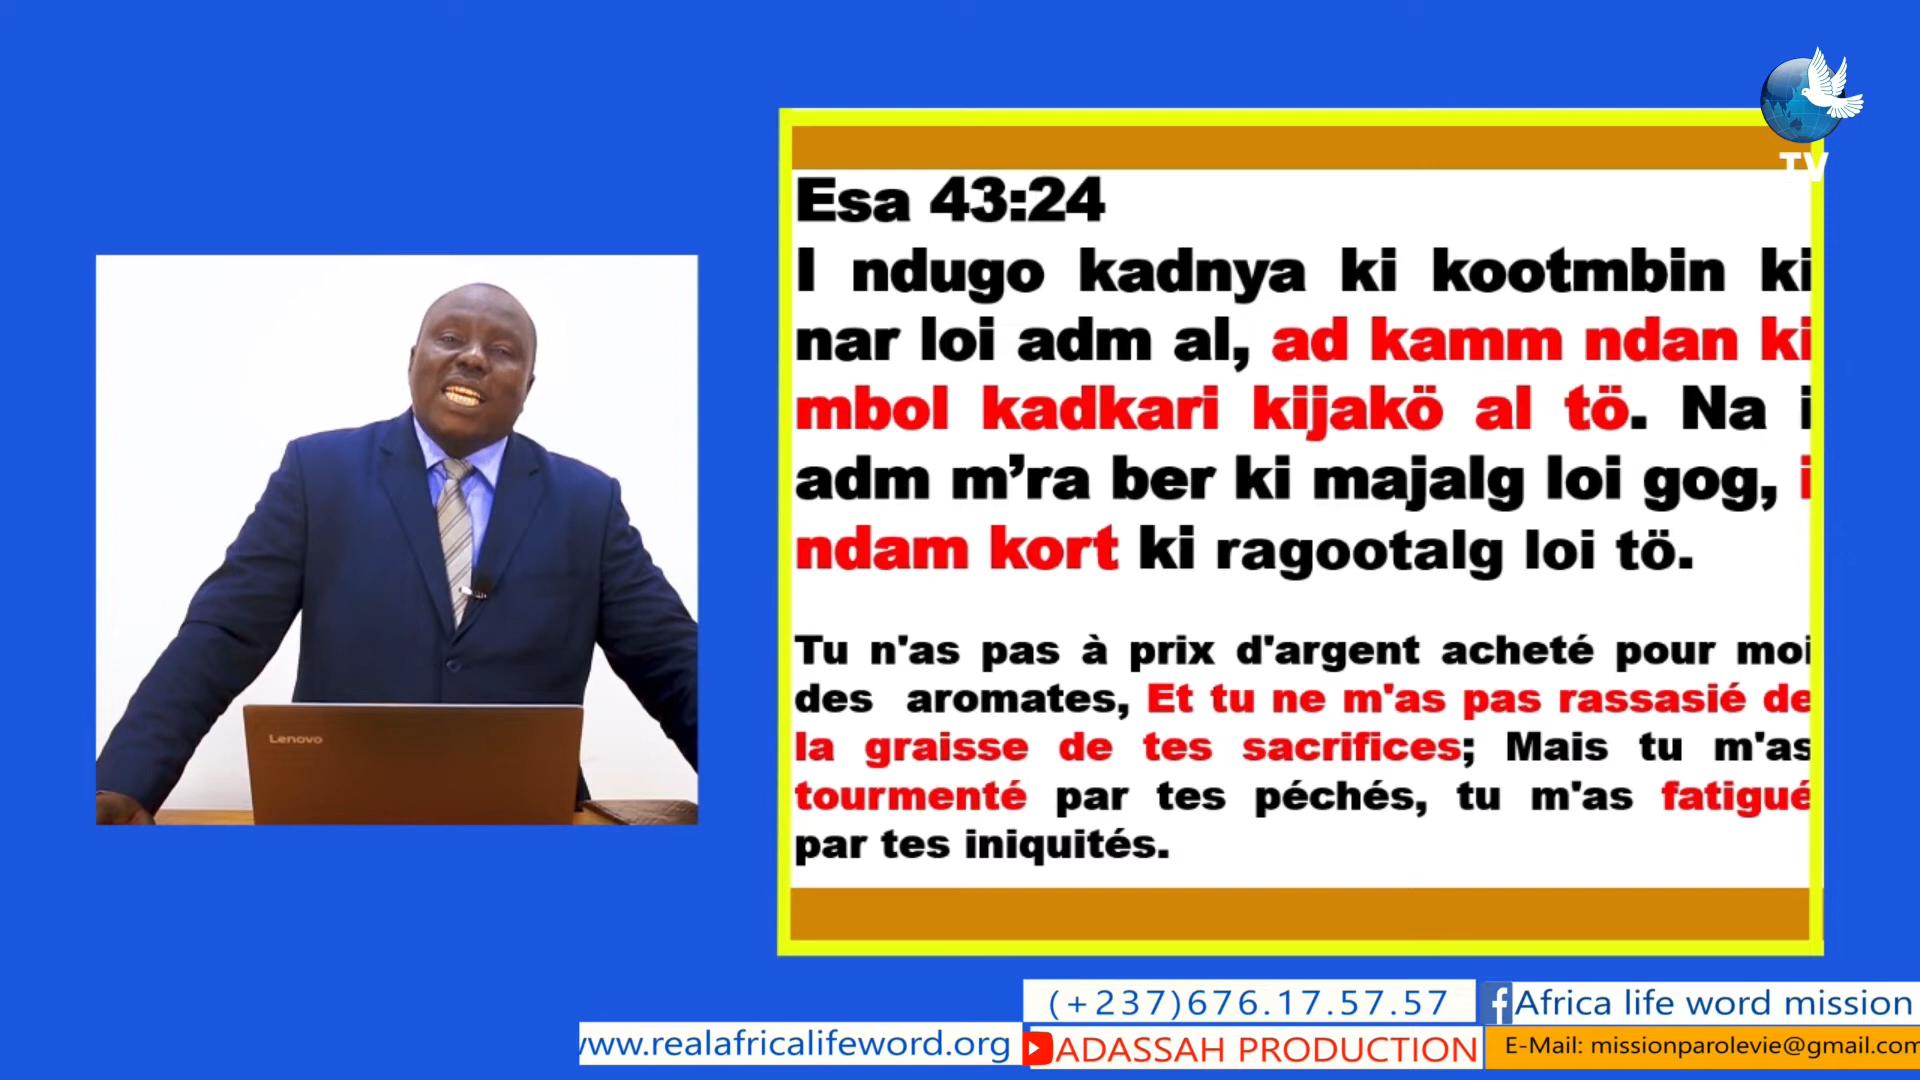 TV
Esa 43:24
I ndugo kadnya ki kootmbin ki
nar loi adm al, ad kamm ndan ki
mbol kadkari kijakö al tö. Na i
adm m’ra ber ki majalg loi gog, i
ndam kort ki ragootalg loi tö.
Tu n'as pas à prix d'argent acheté pour moi
des aromates, Et tu ne m'as pas rassasié de
la graisse de tes sacrifices; Mais tu m'as
tourmenté par tes péchés, tu m'as fatigué
par tes iniquités.
Lenovo
(+237)676.17.57.57
Africa life word mission
www.realafricalifeword.org
ADASSAH PRODUCTION
E-Mail: missionparolevie@gmail.com